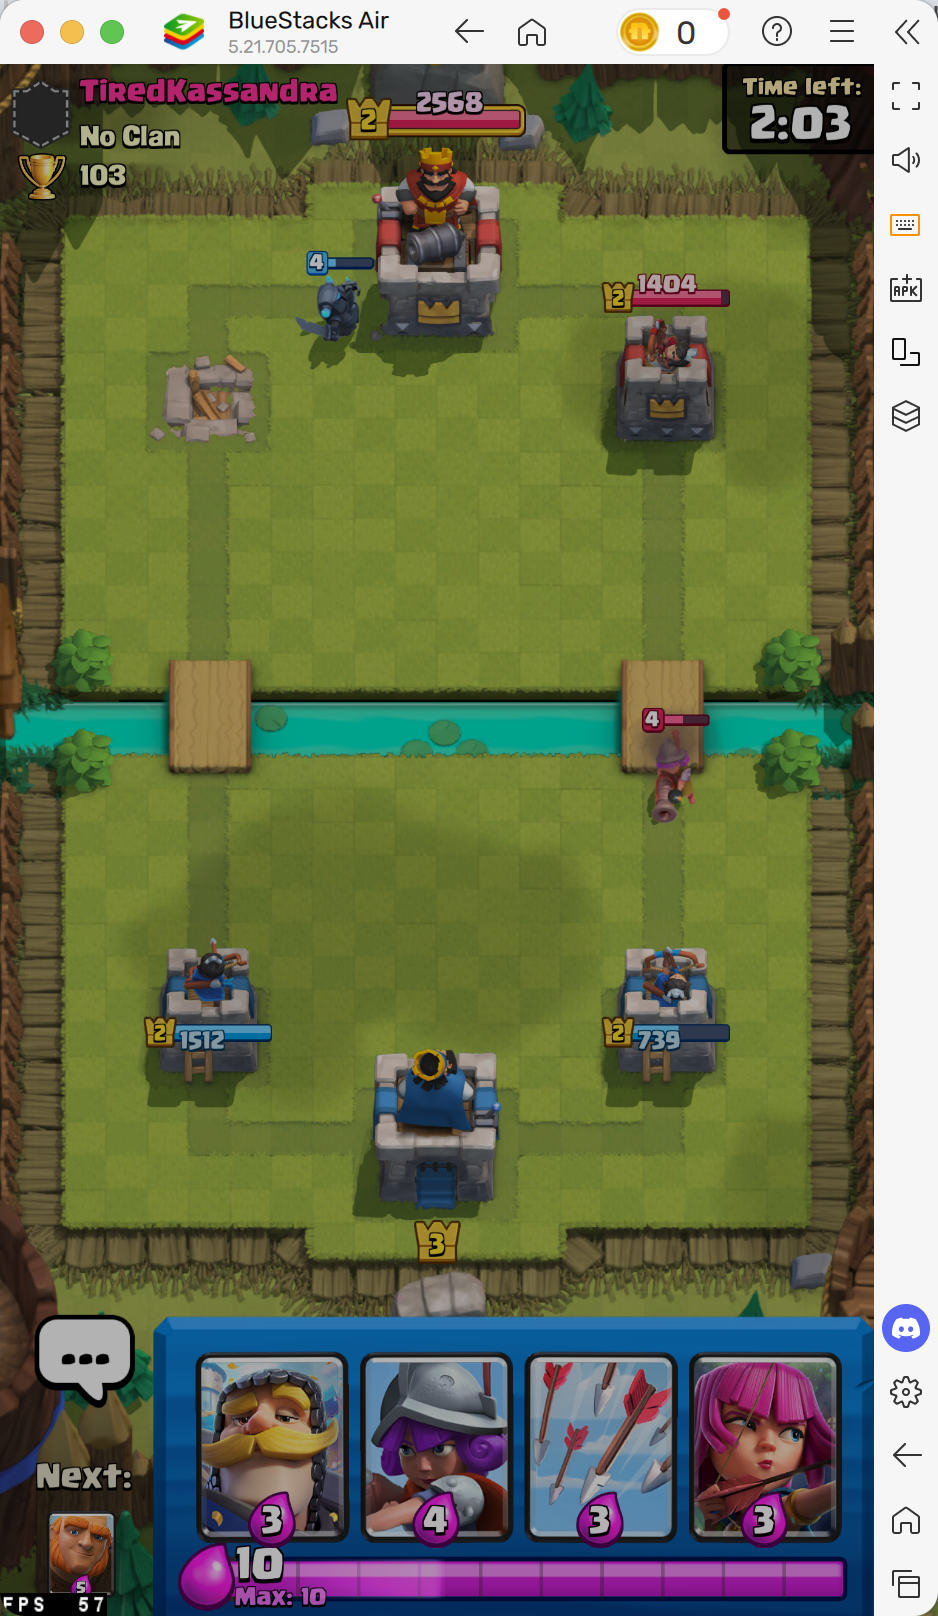 BlueStacks Air
5.21.705.7515
0
TiredKassandra
No Clan
103
2
2568
Time left:
2:03
4
2
1404
APK
4
2
1512
2
739
3
...
3
4
3
3
Next:
5
10
Max: 10
FPS 57